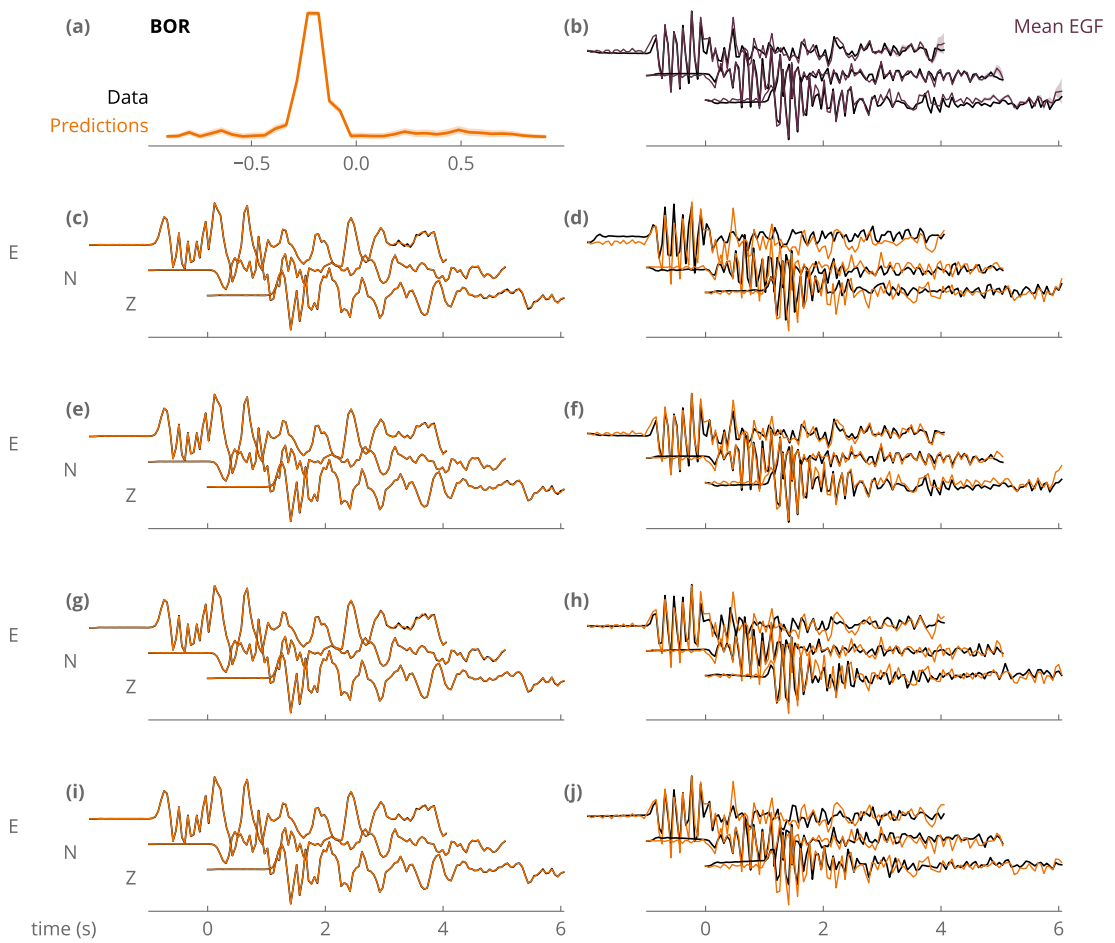 (a) BOR (b) Mean EGF
Data
Predictions
−0.5 0.0 0.5
(c) (d)
E
N
Z
(e) (f)
E
N
Z
(g) (h)
E
N
Z
(i) (j)
E
N
Z
time (s) 0 2 4 6 0 2 4 6